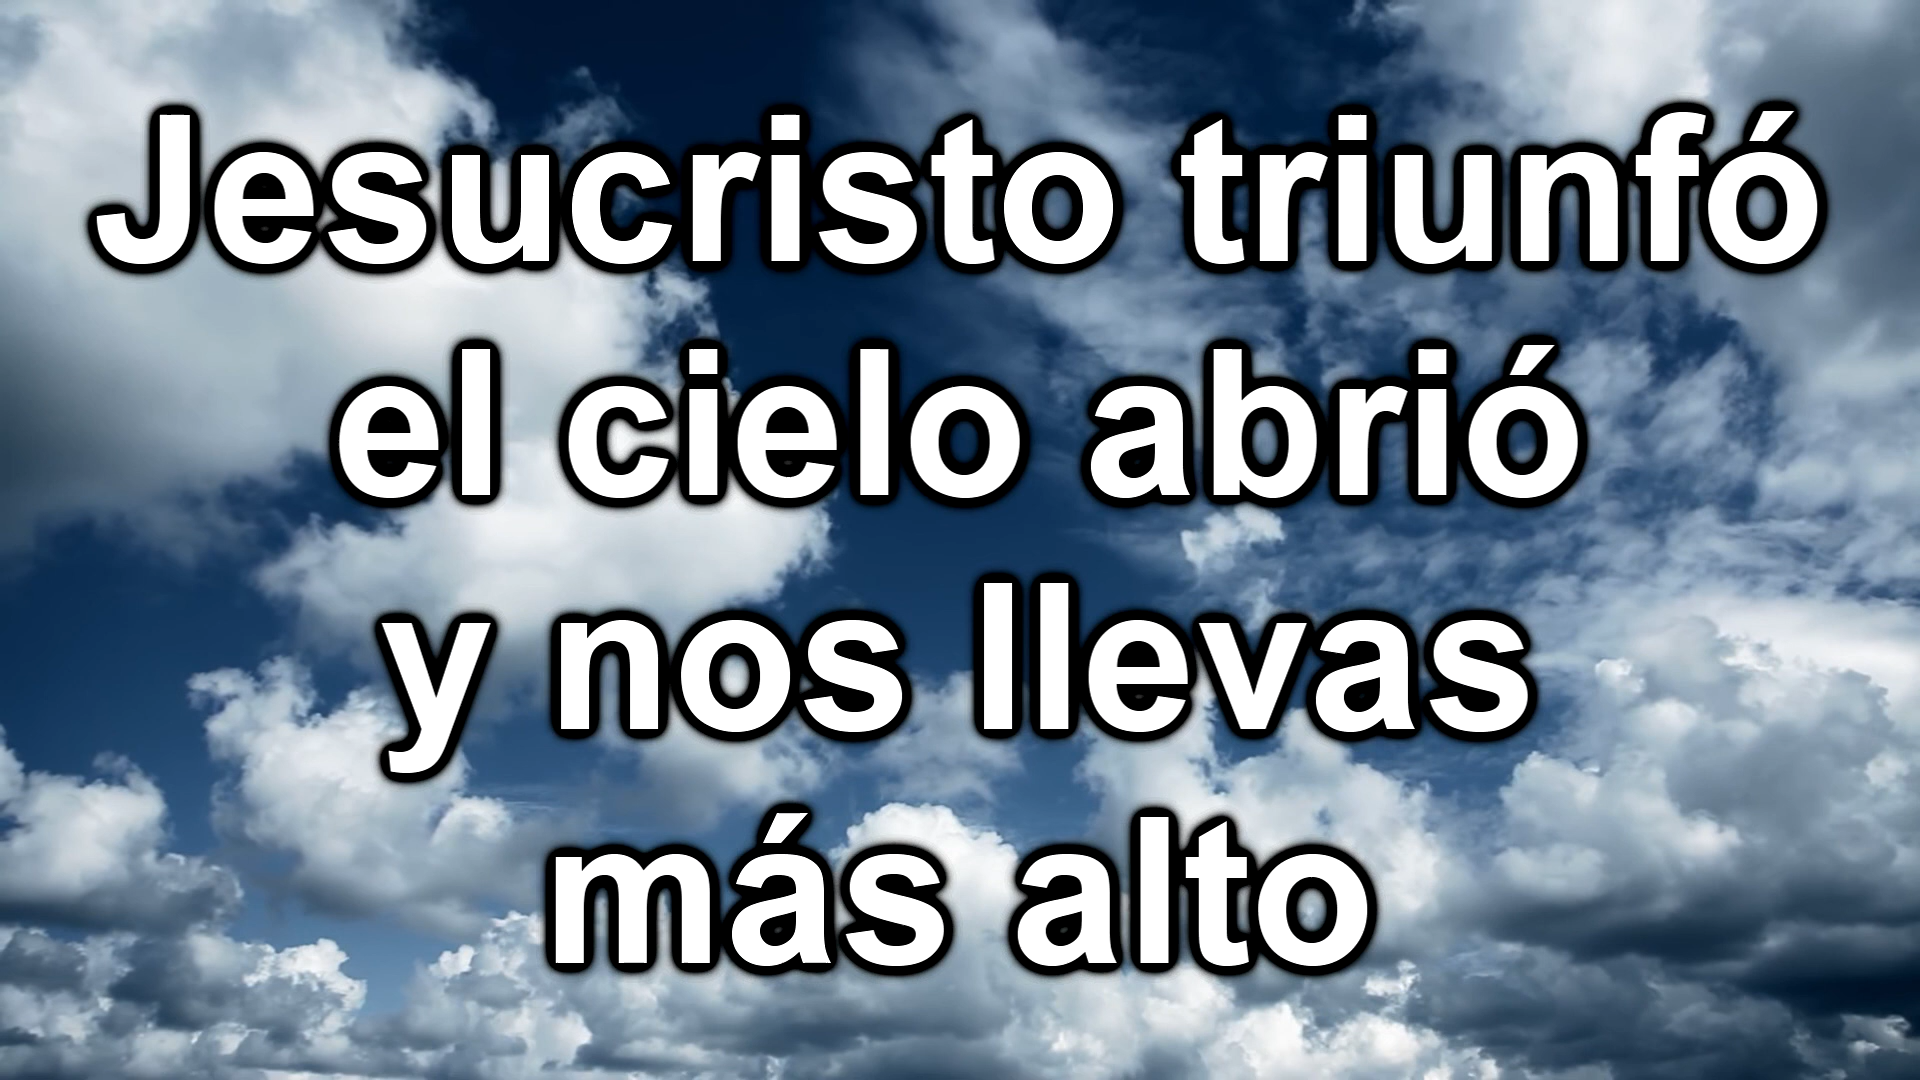 Jesucristo triunfó
el cielo abrió
y nos llevas
más alto